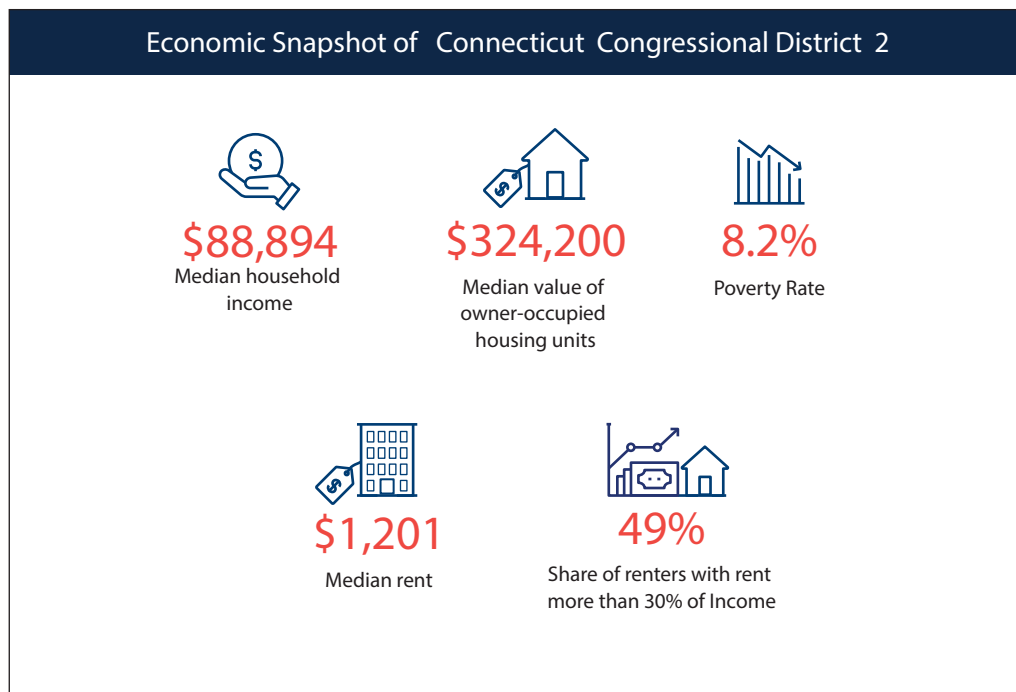 Economic Snapshot of Connecticut Congressional District 2
$
$
$88,894
Median household
income
$324,200
Median value of
owner-occupied
housing units
8.2%
Poverty Rate
$
$1,201
Median rent
49%
Share of renters with rent
more than 30% of Income